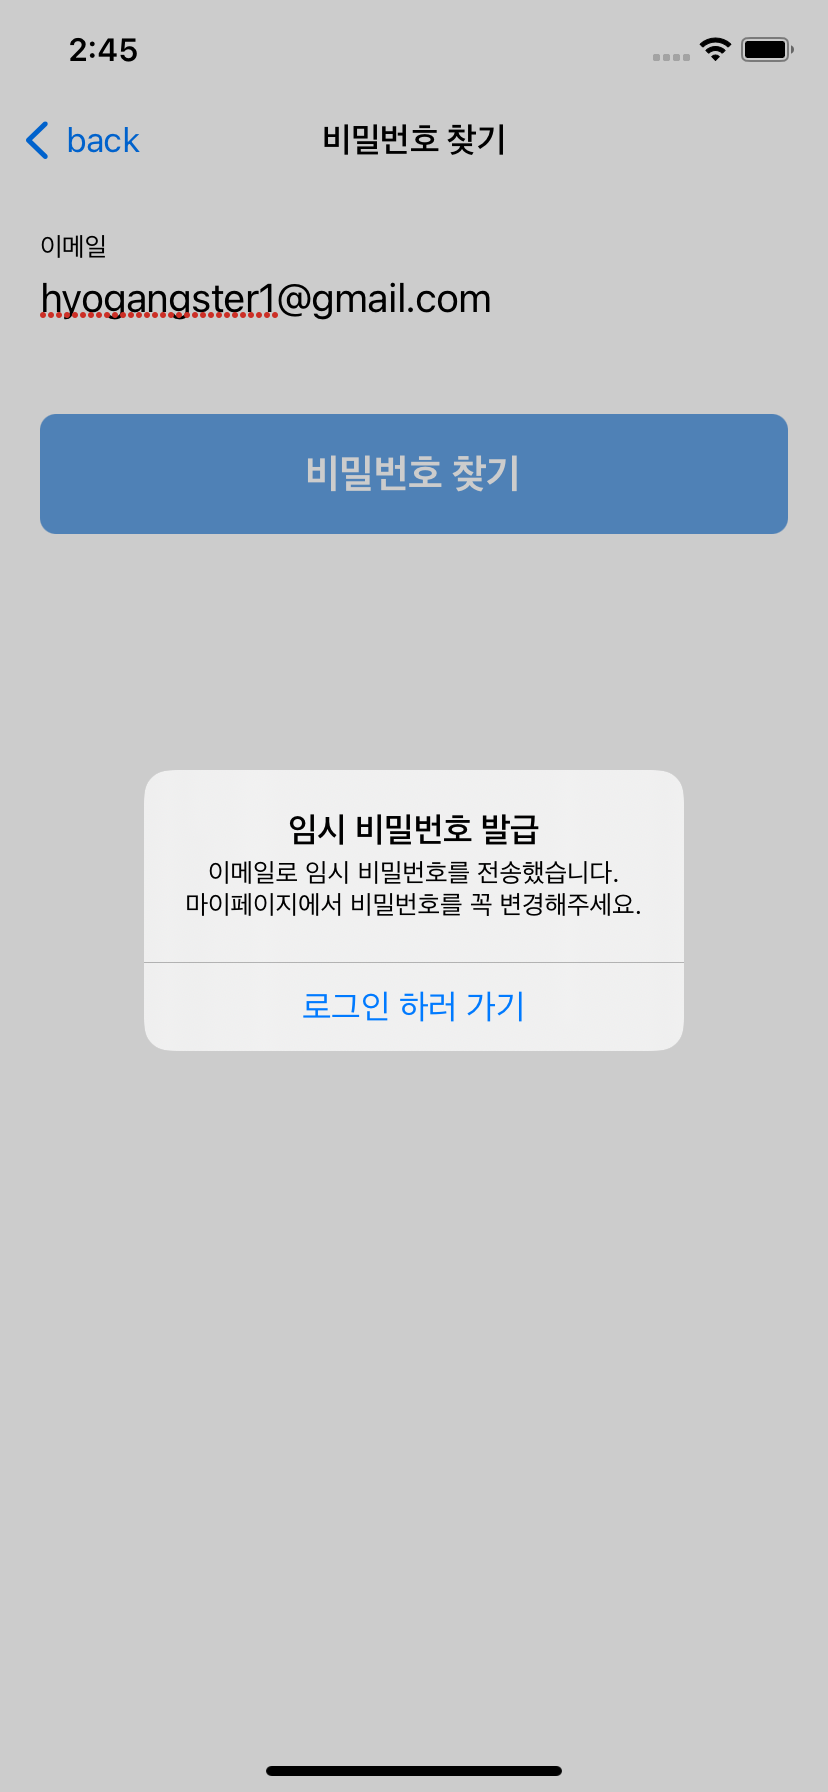 2:45
back
비밀번호 찾기
이메일
hyogangster1@gmail.com
비밀번호 찾기
임시 비밀번호 발급
이메일로 임시 비밀번호를 전송했습니다.
마이페이지에서 비밀번호를 꼭 변경해주세요.
로그인 하러 가기